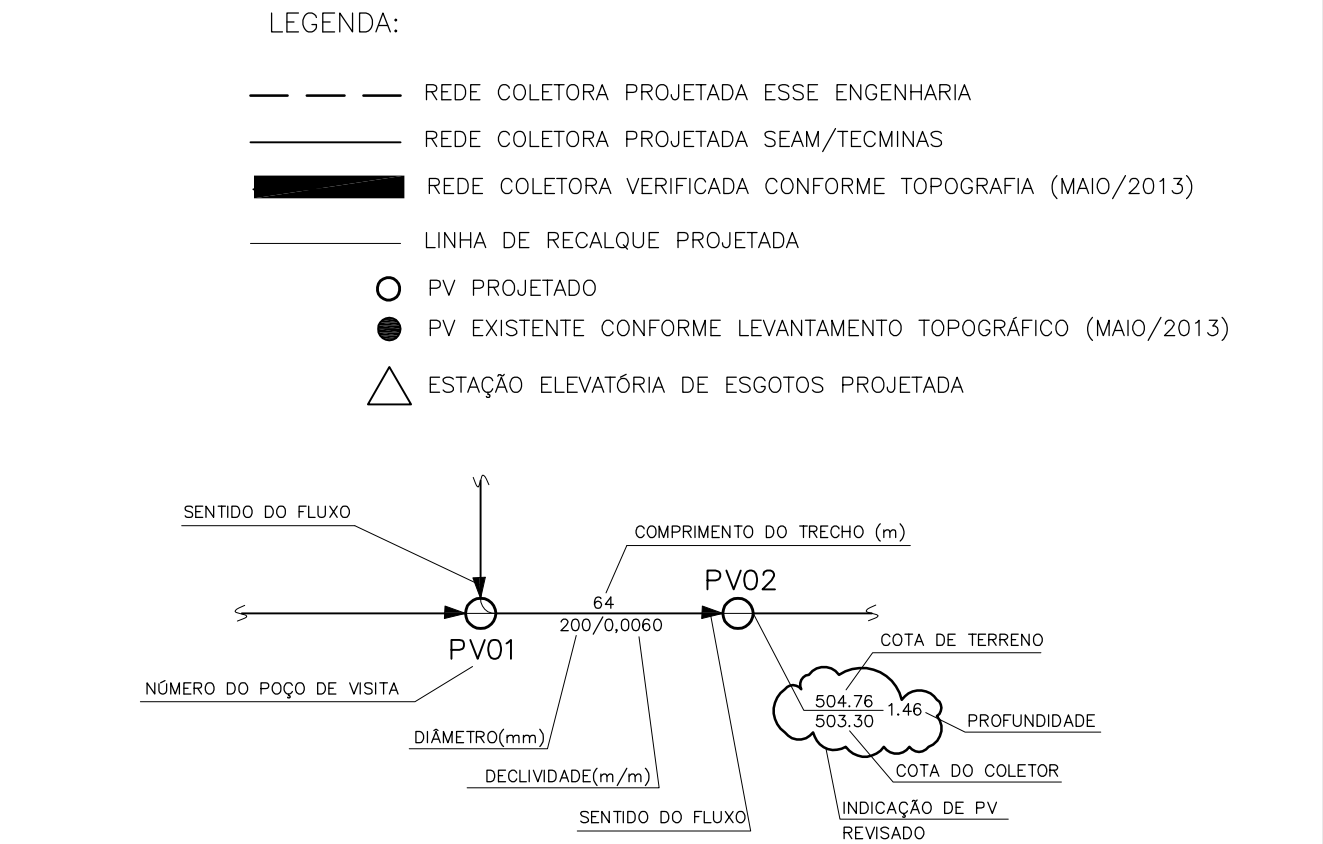 LEGENDA:
REDE COLETORA PROJETADA ESSE ENGENHARIA
REDE COLETORA PROJETADA SEAM/TECMINAS
REDE COLETORA VERIFICADA CONFORME TOPOGRAFIA (MAIO/2013)
LINHA DE RECALQUE PROJETADA
PV PROJETADO
PV EXISTENTE CONFORME LEVANTAMENTO TOPOGRÁFICO (MAIO/2013)
ESTAÇÃO ELEVATÓRIA DE ESGOTOS PROJETADA
SENTIDO DO FLUXO
COMPRIMENTO DO TRECHO (m)
PV02
64
200/0,0060
PV01
COTA DE TERRENO
NÚMERO DO POÇO DE VISITA
504.76
1.46
503.30
PROFUNDIDADE
DIÂMETRO(mm)
COTA DO COLETOR
DECLIVIDADE(m/m)
INDICAÇÃO DE PV
REVISADO
SENTIDO DO FLUXO